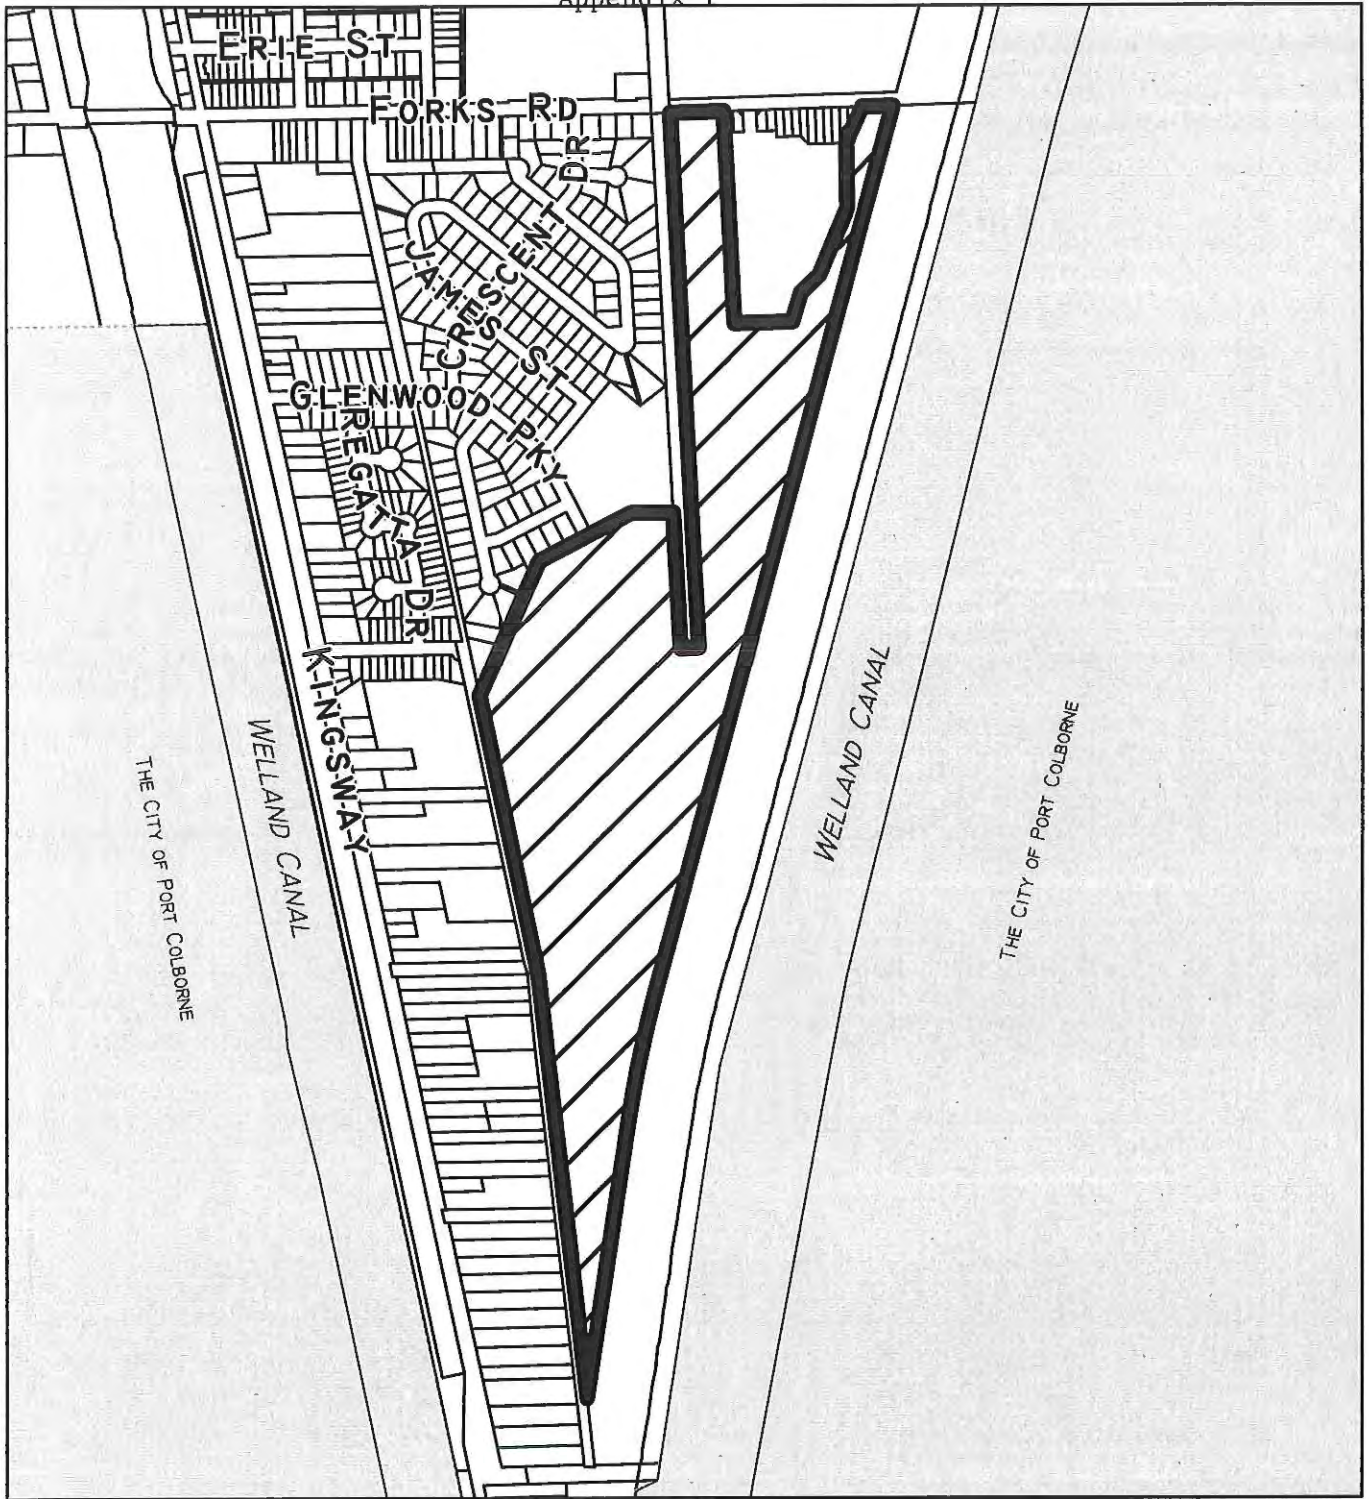 ERIE ST
FORKS RD
CRESCENT DR
JAMES ST
GLENWOOD PKY
REGATTA DR
KINGSWAY
WELLAND CANAL
THE CITY OF PORT COLBORNE
WELLAND CANAL
THE CITY OF PORT COLBORNE